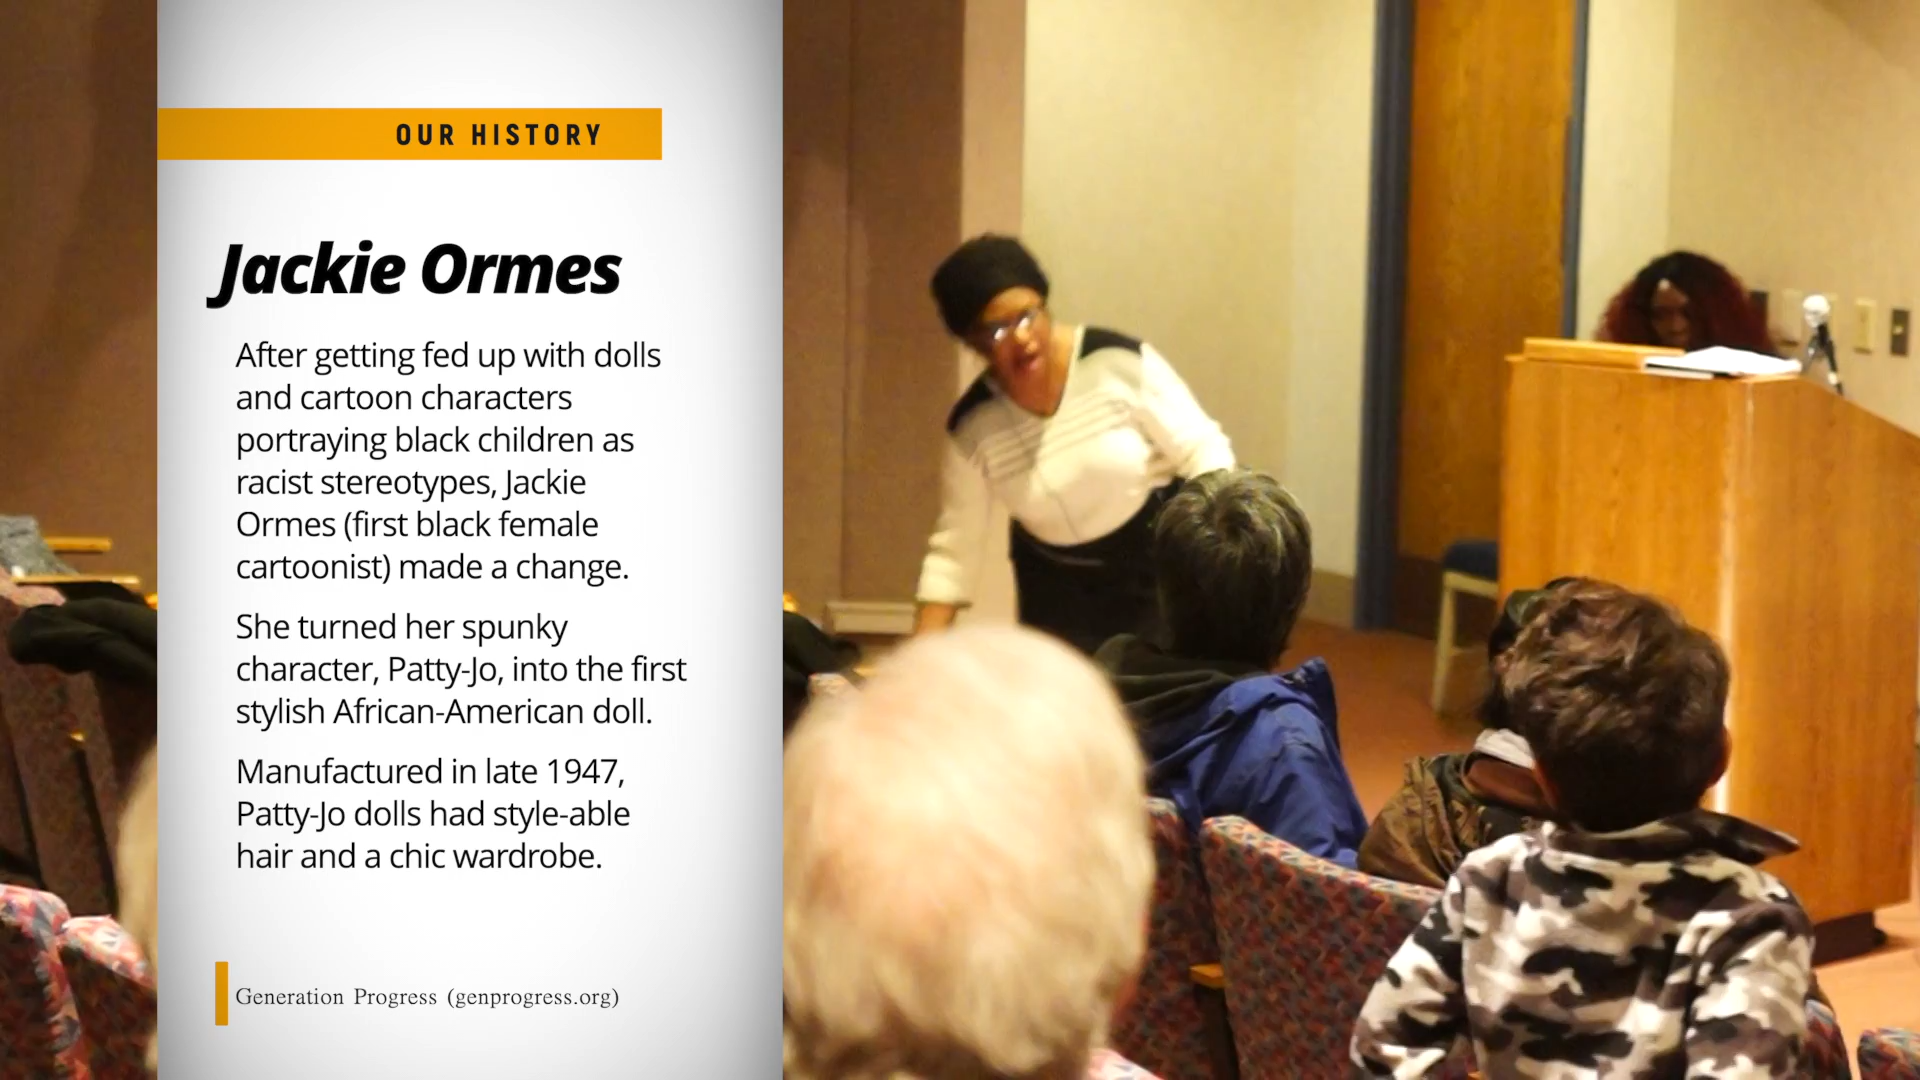 OUR HISTORY
Jackie Ormes
After getting fed up with dolls
and cartoon characters
portraying black children as
racist stereotypes, Jackie
Ormes (first black female
cartoonist) made a change.
She turned her spunky
character, Patty-Jo, into the first
stylish African-American doll.
Manufactured in late 1947,
Patty-Jo dolls had style-able
hair and a chic wardrobe.
Generation Progress (genprogress.org)